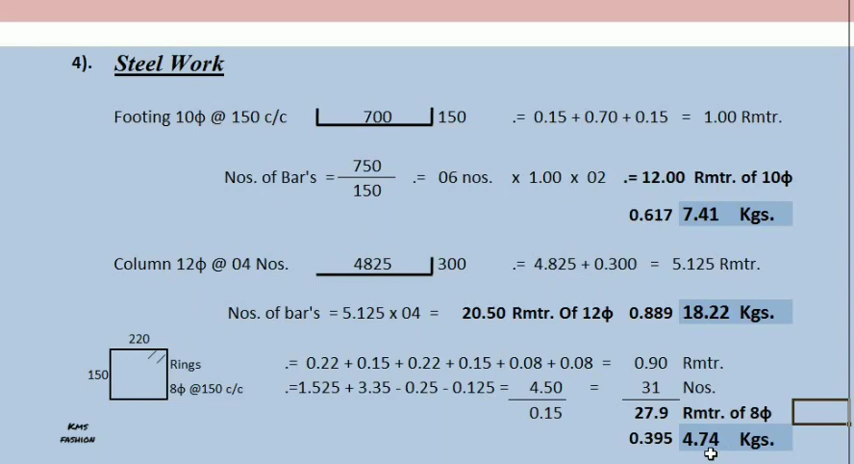 4). Steel Work
Footing 10ϕ @ 150 c/c 700 150 .= 0.15 + 0.70 + 0.15 = 1.00 Rmtr.
750
Nos. of Bar's = .= 06 nos. x 1.00 x 02 .= 12.00 Rmtr. of 10ϕ
150
0.617 7.41 Kgs.
Column 12ϕ @ 04 Nos. 4825 300 .= 4.825 + 0.300 = 5.125 Rmtr.
Nos. of bar's = 5.125 x 04 = 20.50 Rmtr. Of 12ϕ 0.889 18.22 Kgs.
220
Rings .= 0.22 + 0.15 + 0.22 + 0.15 + 0.08 + 0.08 = 0.90 Rmtr.
150 8ϕ @150 c/c .=1.525 + 3.35 - 0.25 - 0.125 = 4.50 = 31 Nos.
0.15 27.9 Rmtr. of 8ϕ
0.395 4.74 Kgs.
KMS
FASHION